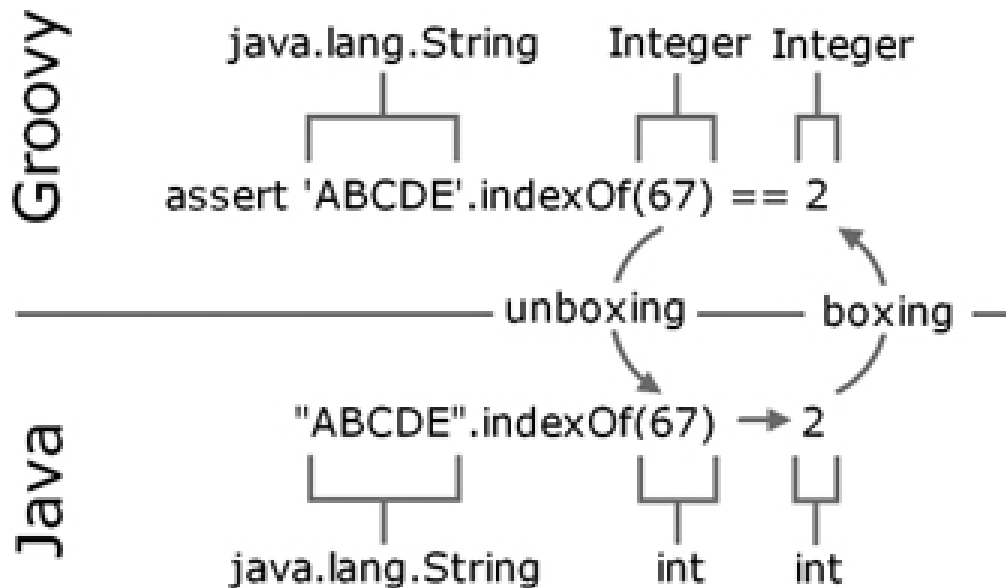 Groovy
java.lang.String Integer Integer
assert 'ABCDE'.indexOf(67) == 2
unboxing boxing
Java
"ABCDE".indexOf(67) → 2
java.lang.String int int